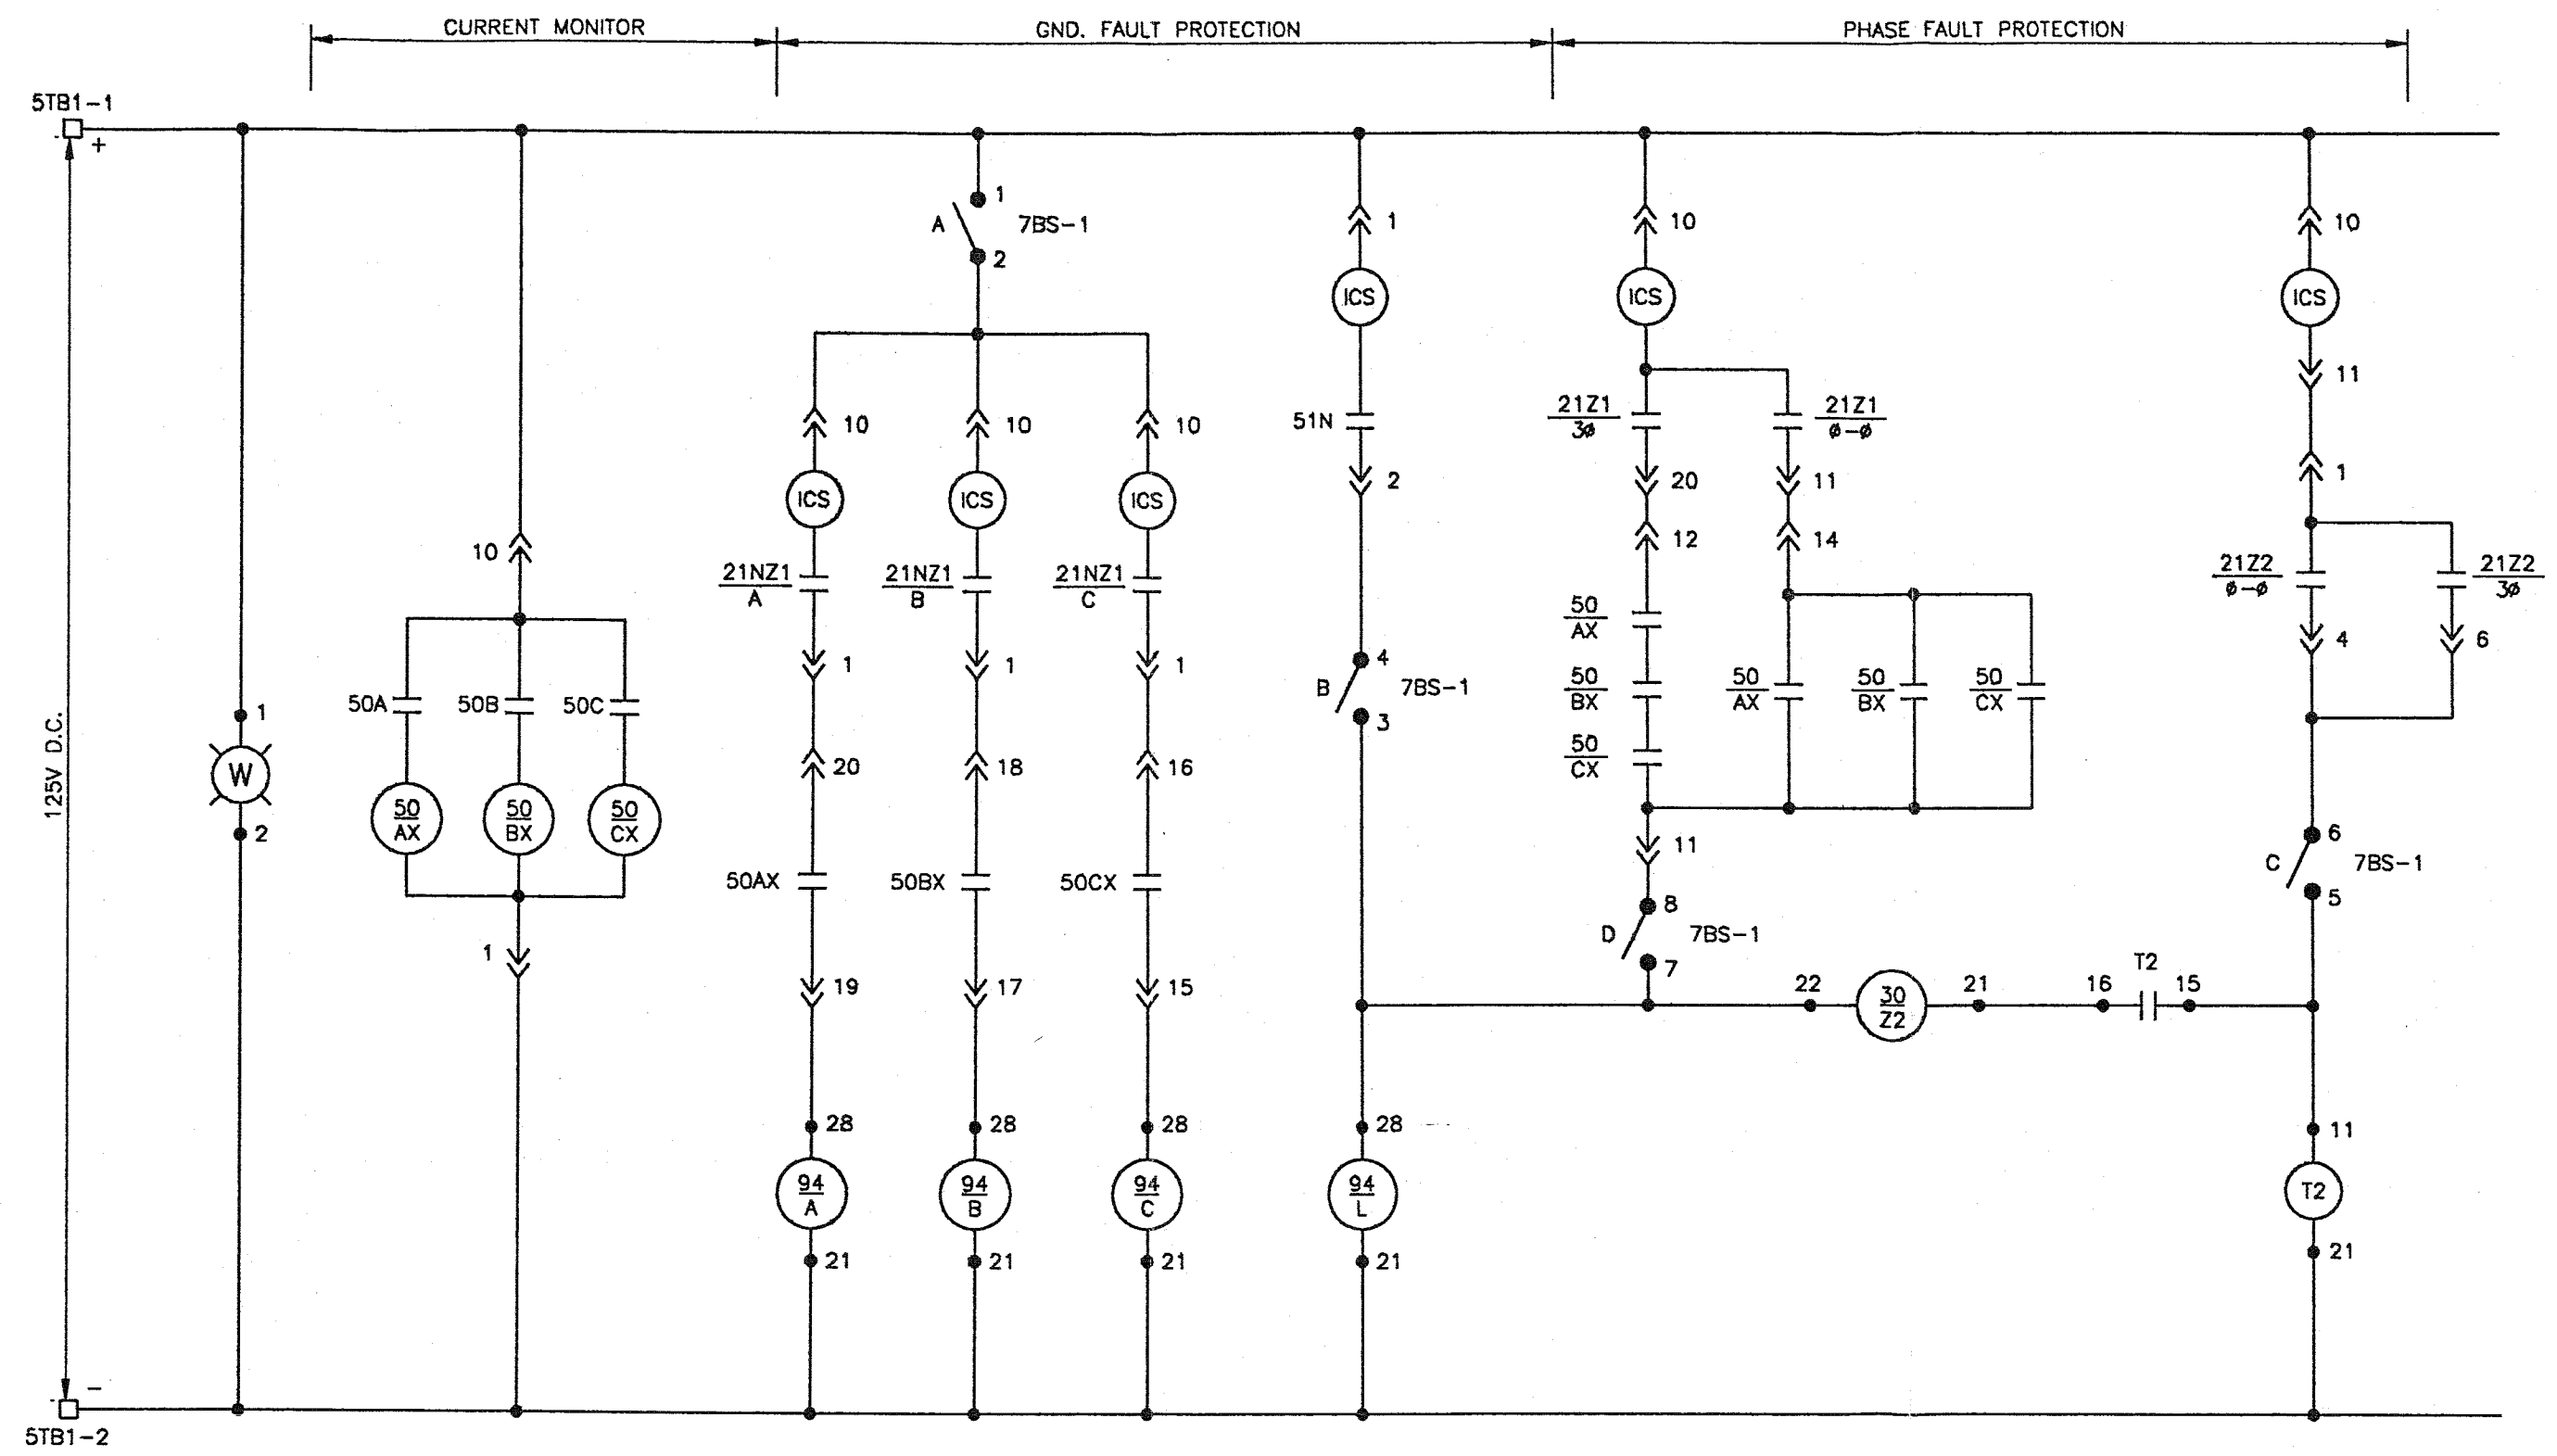 CURRENT MONITOR
GND. FAULT PROTECTION
PHASE FAULT PROTECTION
5TB1-1
+
1
A
7BS-1
2
1
10
10
ICS
ICS
ICS
11
21Z1
3ø
21Z1
ø-ø
10
10
10
51N
1
2
20
11
ICS
ICS
ICS
10
12
14
21NZ1
A
21NZ1
B
21NZ1
C
21Z2
ø-ø
21Z2
3ø
50
AX
4
6
1
1
1
4
B
7BS-1
3
50
BX
50
AX
50
BX
50
CX
50A
50B
50C
1
125V D.C.
W
2
20
18
16
50
CX
50
AX
50
BX
50
CX
11
6
C
7BS-1
5
50AX
50BX
50CX
8
D
7BS-1
7
1
19
17
15
22
30
Z2
21
16
T2
15
28
28
28
28
11
94
A
94
B
94
C
94
L
T2
21
21
21
21
21
-
5TB1-2